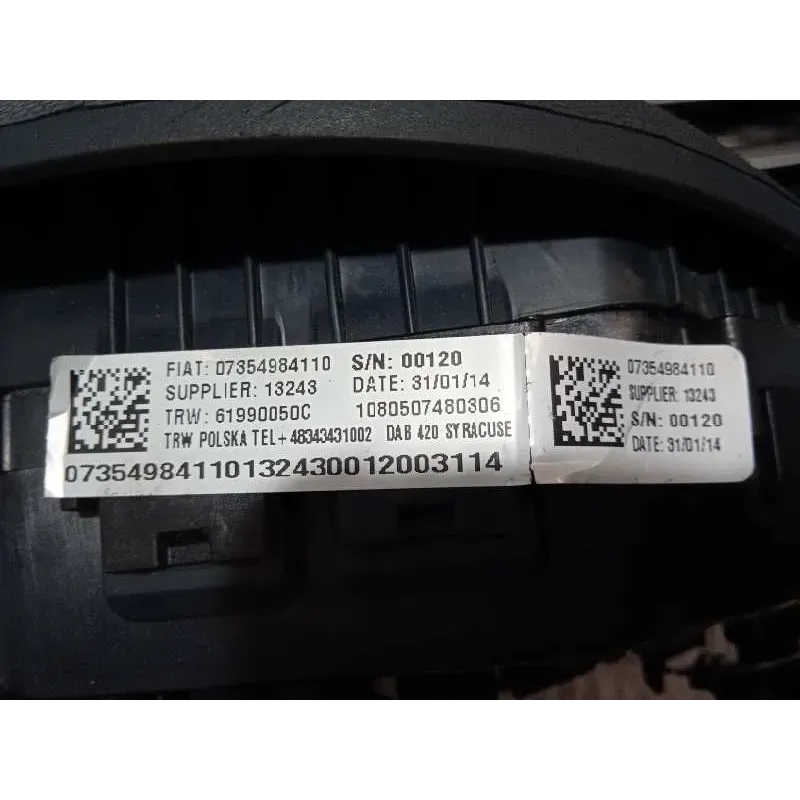 FIAT: 07354984110 S/N: 00120
SUPPLIER: 13243 DATE: 31/01/14
TRW: 61990050C 1080507480306
TRW POLSKA TEL+ 48343431002 DAB 420 SYRACUSE
07354984110132430012003114
07354984110
SUPPLIER: 13243
S/N: 00120
DATE: 31/01/14